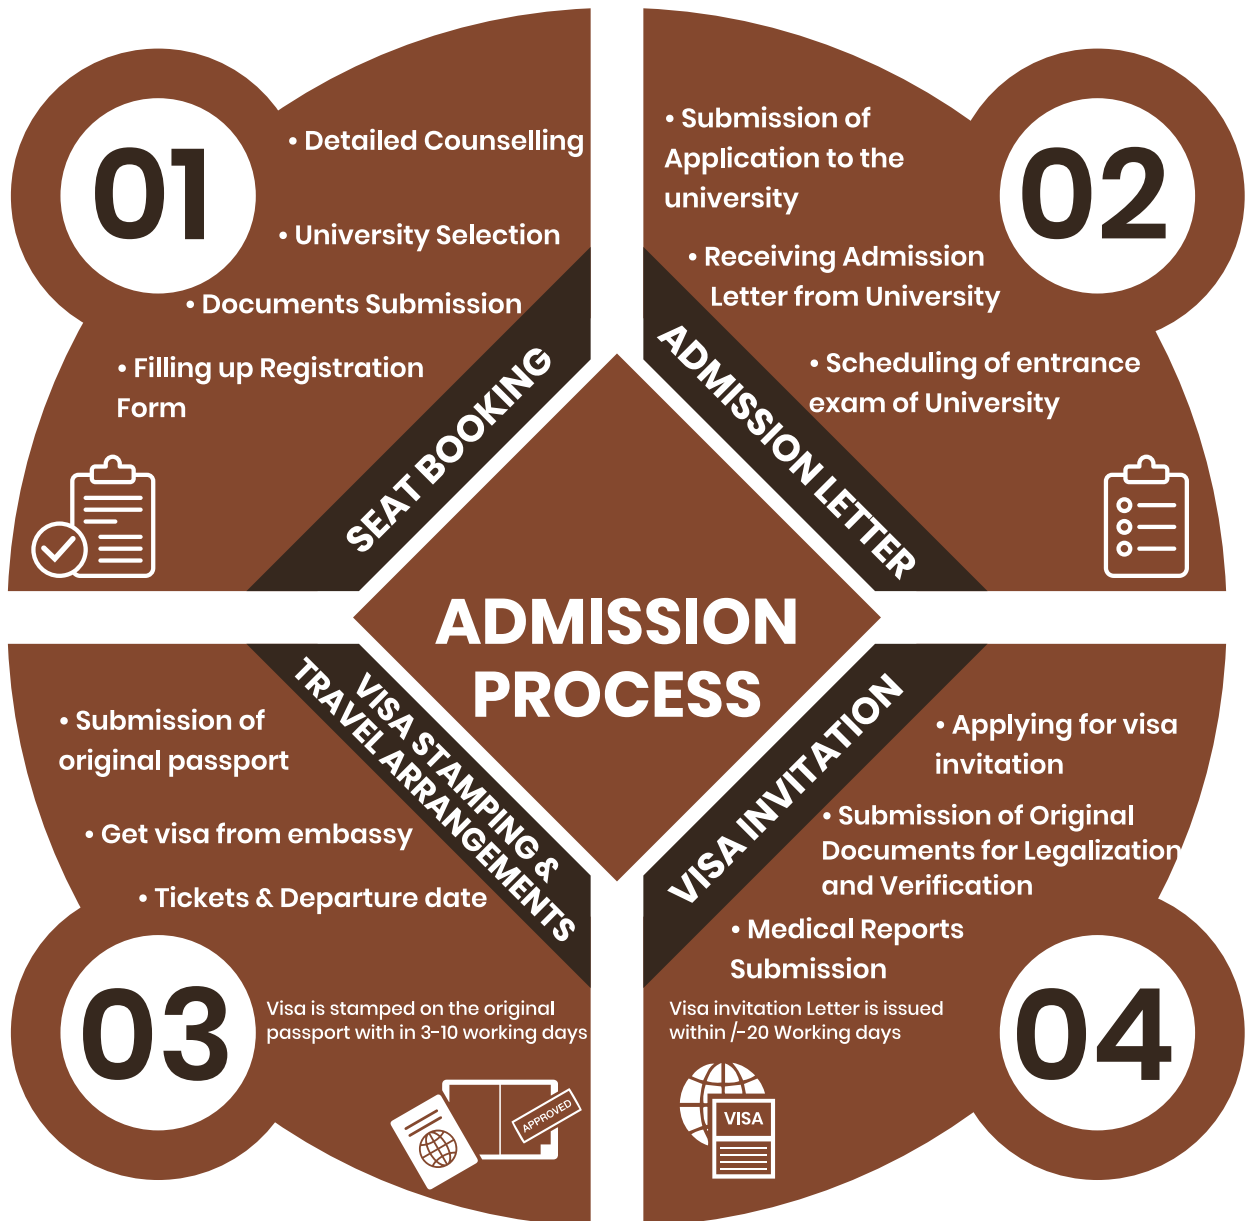 01
• Detailed Counselling
• University Selection
• Documents Submission
• Filling up Registration
Form
SEAT BOOKING
02
• Submission of
Application to the
university
• Receiving Admission
Letter from University
• Scheduling of entrance
exam of University
ADMISSION LETTER
ADMISSION
PROCESS
VISA STAMPING &
TRAVEL ARRANGEMENTS
• Submission of
original passport
• Get visa from embassy
• Tickets & Departure date
03
Visa is stamped on the original
passport with in 3-10 working days
APPROVED
VISA INVITATION
• Applying for visa
invitation
• Submission of Original
Documents for Legalization
and Verification
• Medical Reports
Submission
04
Visa invitation Letter is issued
within /-20 Working days
VISA